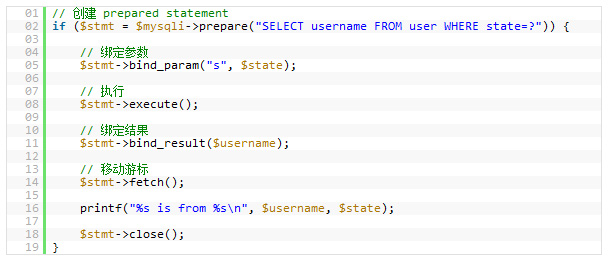 01 // 创建 prepared statement
02 if ($stmt = $mysqli->prepare("SELECT username FROM user WHERE state=?")) {
03
04     // 绑定参数
05     $stmt->bind_param("s", $state);
06
07     // 执行
08     $stmt->execute();
09
10     // 绑定结果
11     $stmt->bind_result($username);
12
13     // 移动游标
14     $stmt->fetch();
15
16     printf("%s is from %s\n", $username, $state);
17
18     $stmt->close();
19 }